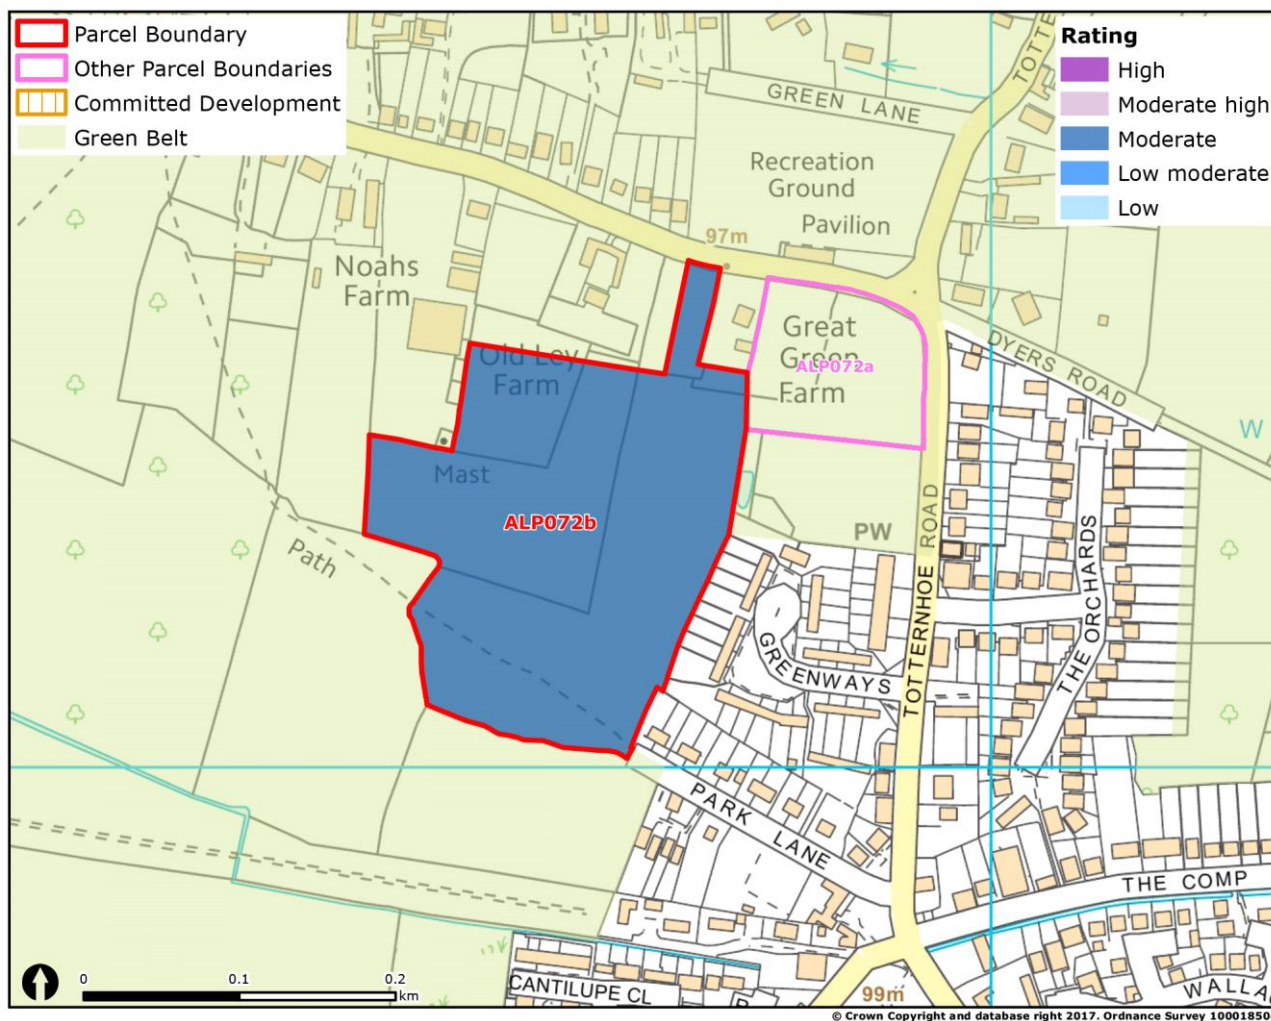 Parcel Boundary
Other Parcel Boundaries
Committed Development
Green Belt
Rating
High
Moderate high
Moderate
Low moderate
Low
TOTTE
GREEN LANE
Recreation
Ground
Pavilion
97m
Noahs
Farm
Old Ley
Farm
Great
Green
Farm
ALP072a
DYERS ROAD
W
Mast
ALP072b
Path
PW
TOTTERNHOE ROAD
THE ORCHARDS
GREENWAYS
PARK LANE
THE COMP
CANTILUPE CL
99m
WALLA
0 0.1 0.2
km
© Crown Copyright and database right 2017. Ordnance Survey 10001850